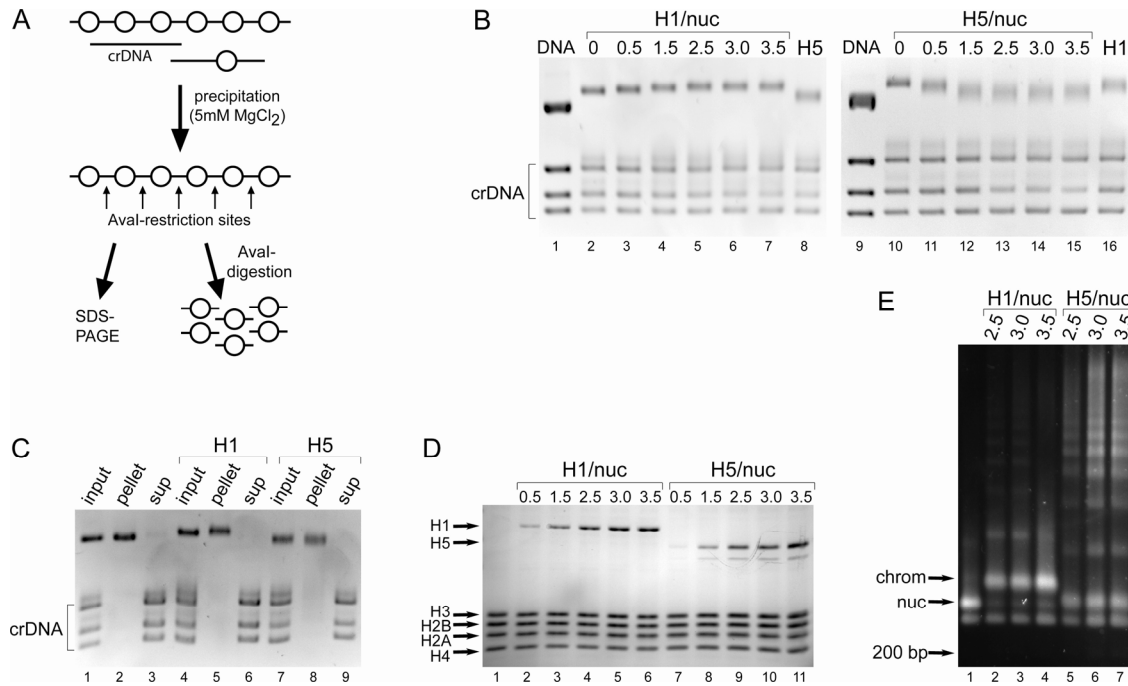 A
crDNA
precipitation
(5mM MgCl2)
AvaI-restriction sites
AvaI-
digestion
SDS-
PAGE
B
H1/nuc
DNA 0 0.5 1.5 2.5 3.0 3.5 H5
crDNA
1 2 3 4 5 6 7 8
H5/nuc
DNA 0 0.5 1.5 2.5 3.0 3.5 H1
9 10 11 12 13 14 15 16
C
H1 H5
input pellet sup input pellet sup input pellet sup
crDNA
1 2 3 4 5 6 7 8 9
D
H1/nuc H5/nuc
0.5 1.5 2.5 3.0 3.5 0.5 1.5 2.5 3.0 3.5
H1
H5
H3
H2B
H2A
H4
1 2 3 4 5 6 7 8 9 10 11
E
H1/nuc H5/nuc
2.5 3.0 3.5 2.5 3.0 3.5
chrom
nuc
200 bp
1 2 3 4 5 6 7